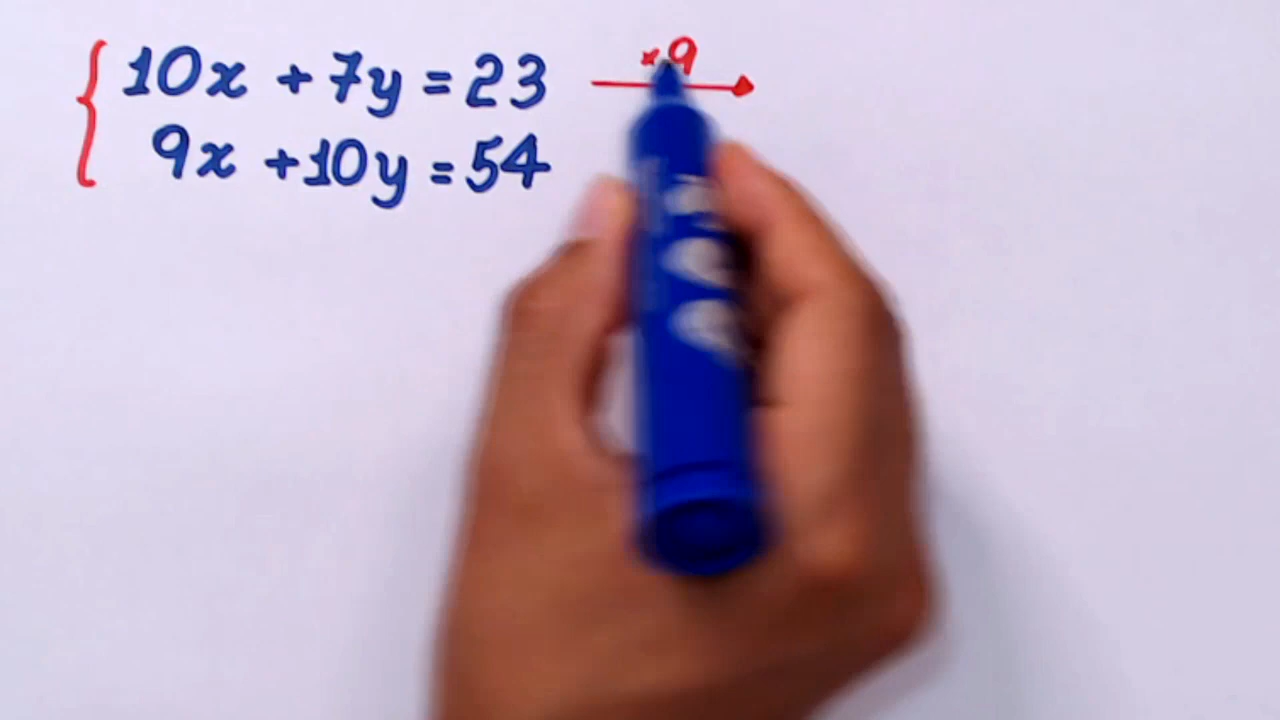 10x + 7y = 23
×9
9x + 10y = 54